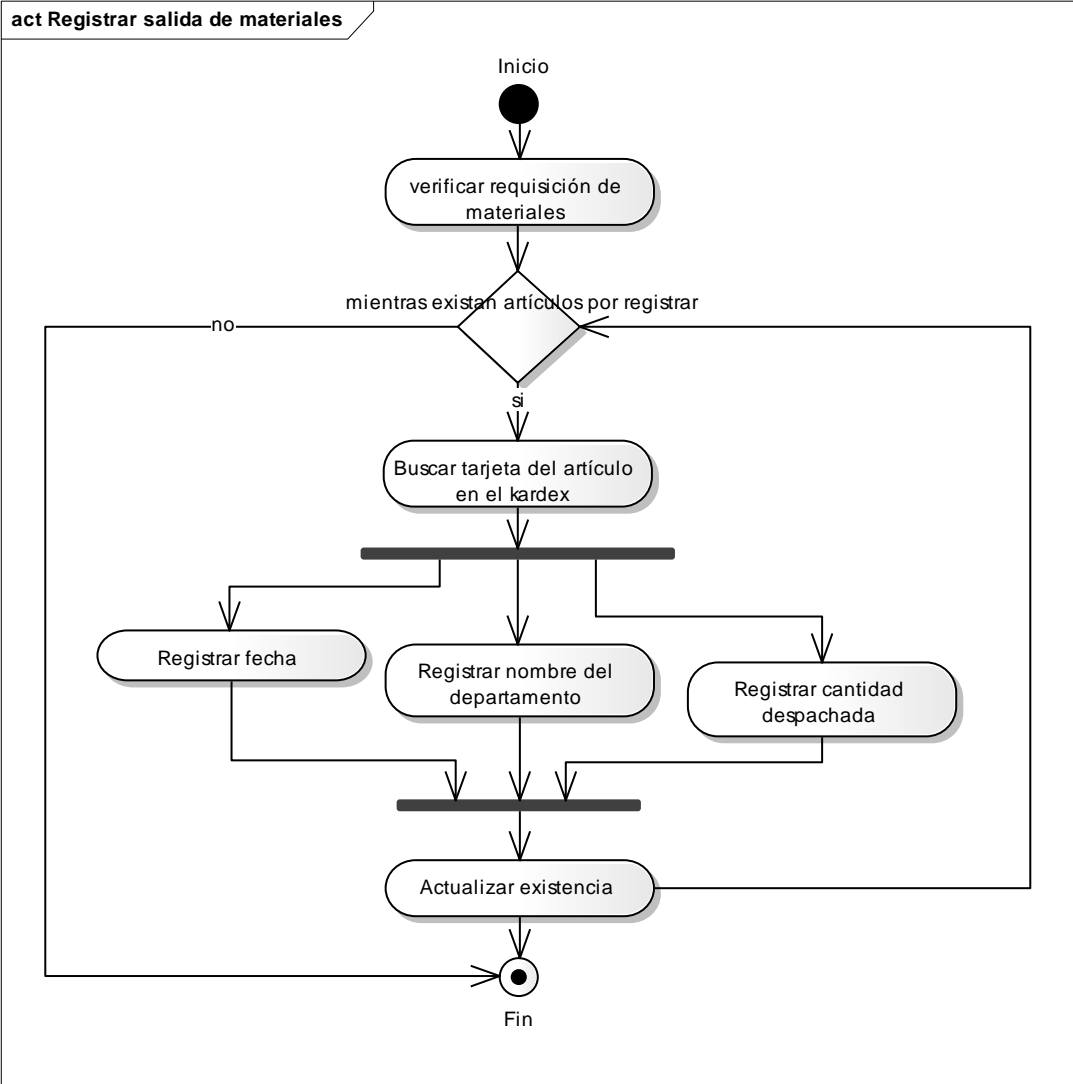 act Registrar salida de materiales
Inicio
verificar requisición de
materiales
mientras existan artículos por registrar
no
si
Buscar tarjeta del artículo
en el kardex
Registrar fecha
Registrar nombre del
departamento
Registrar cantidad
despachada
Actualizar existencia
Fin